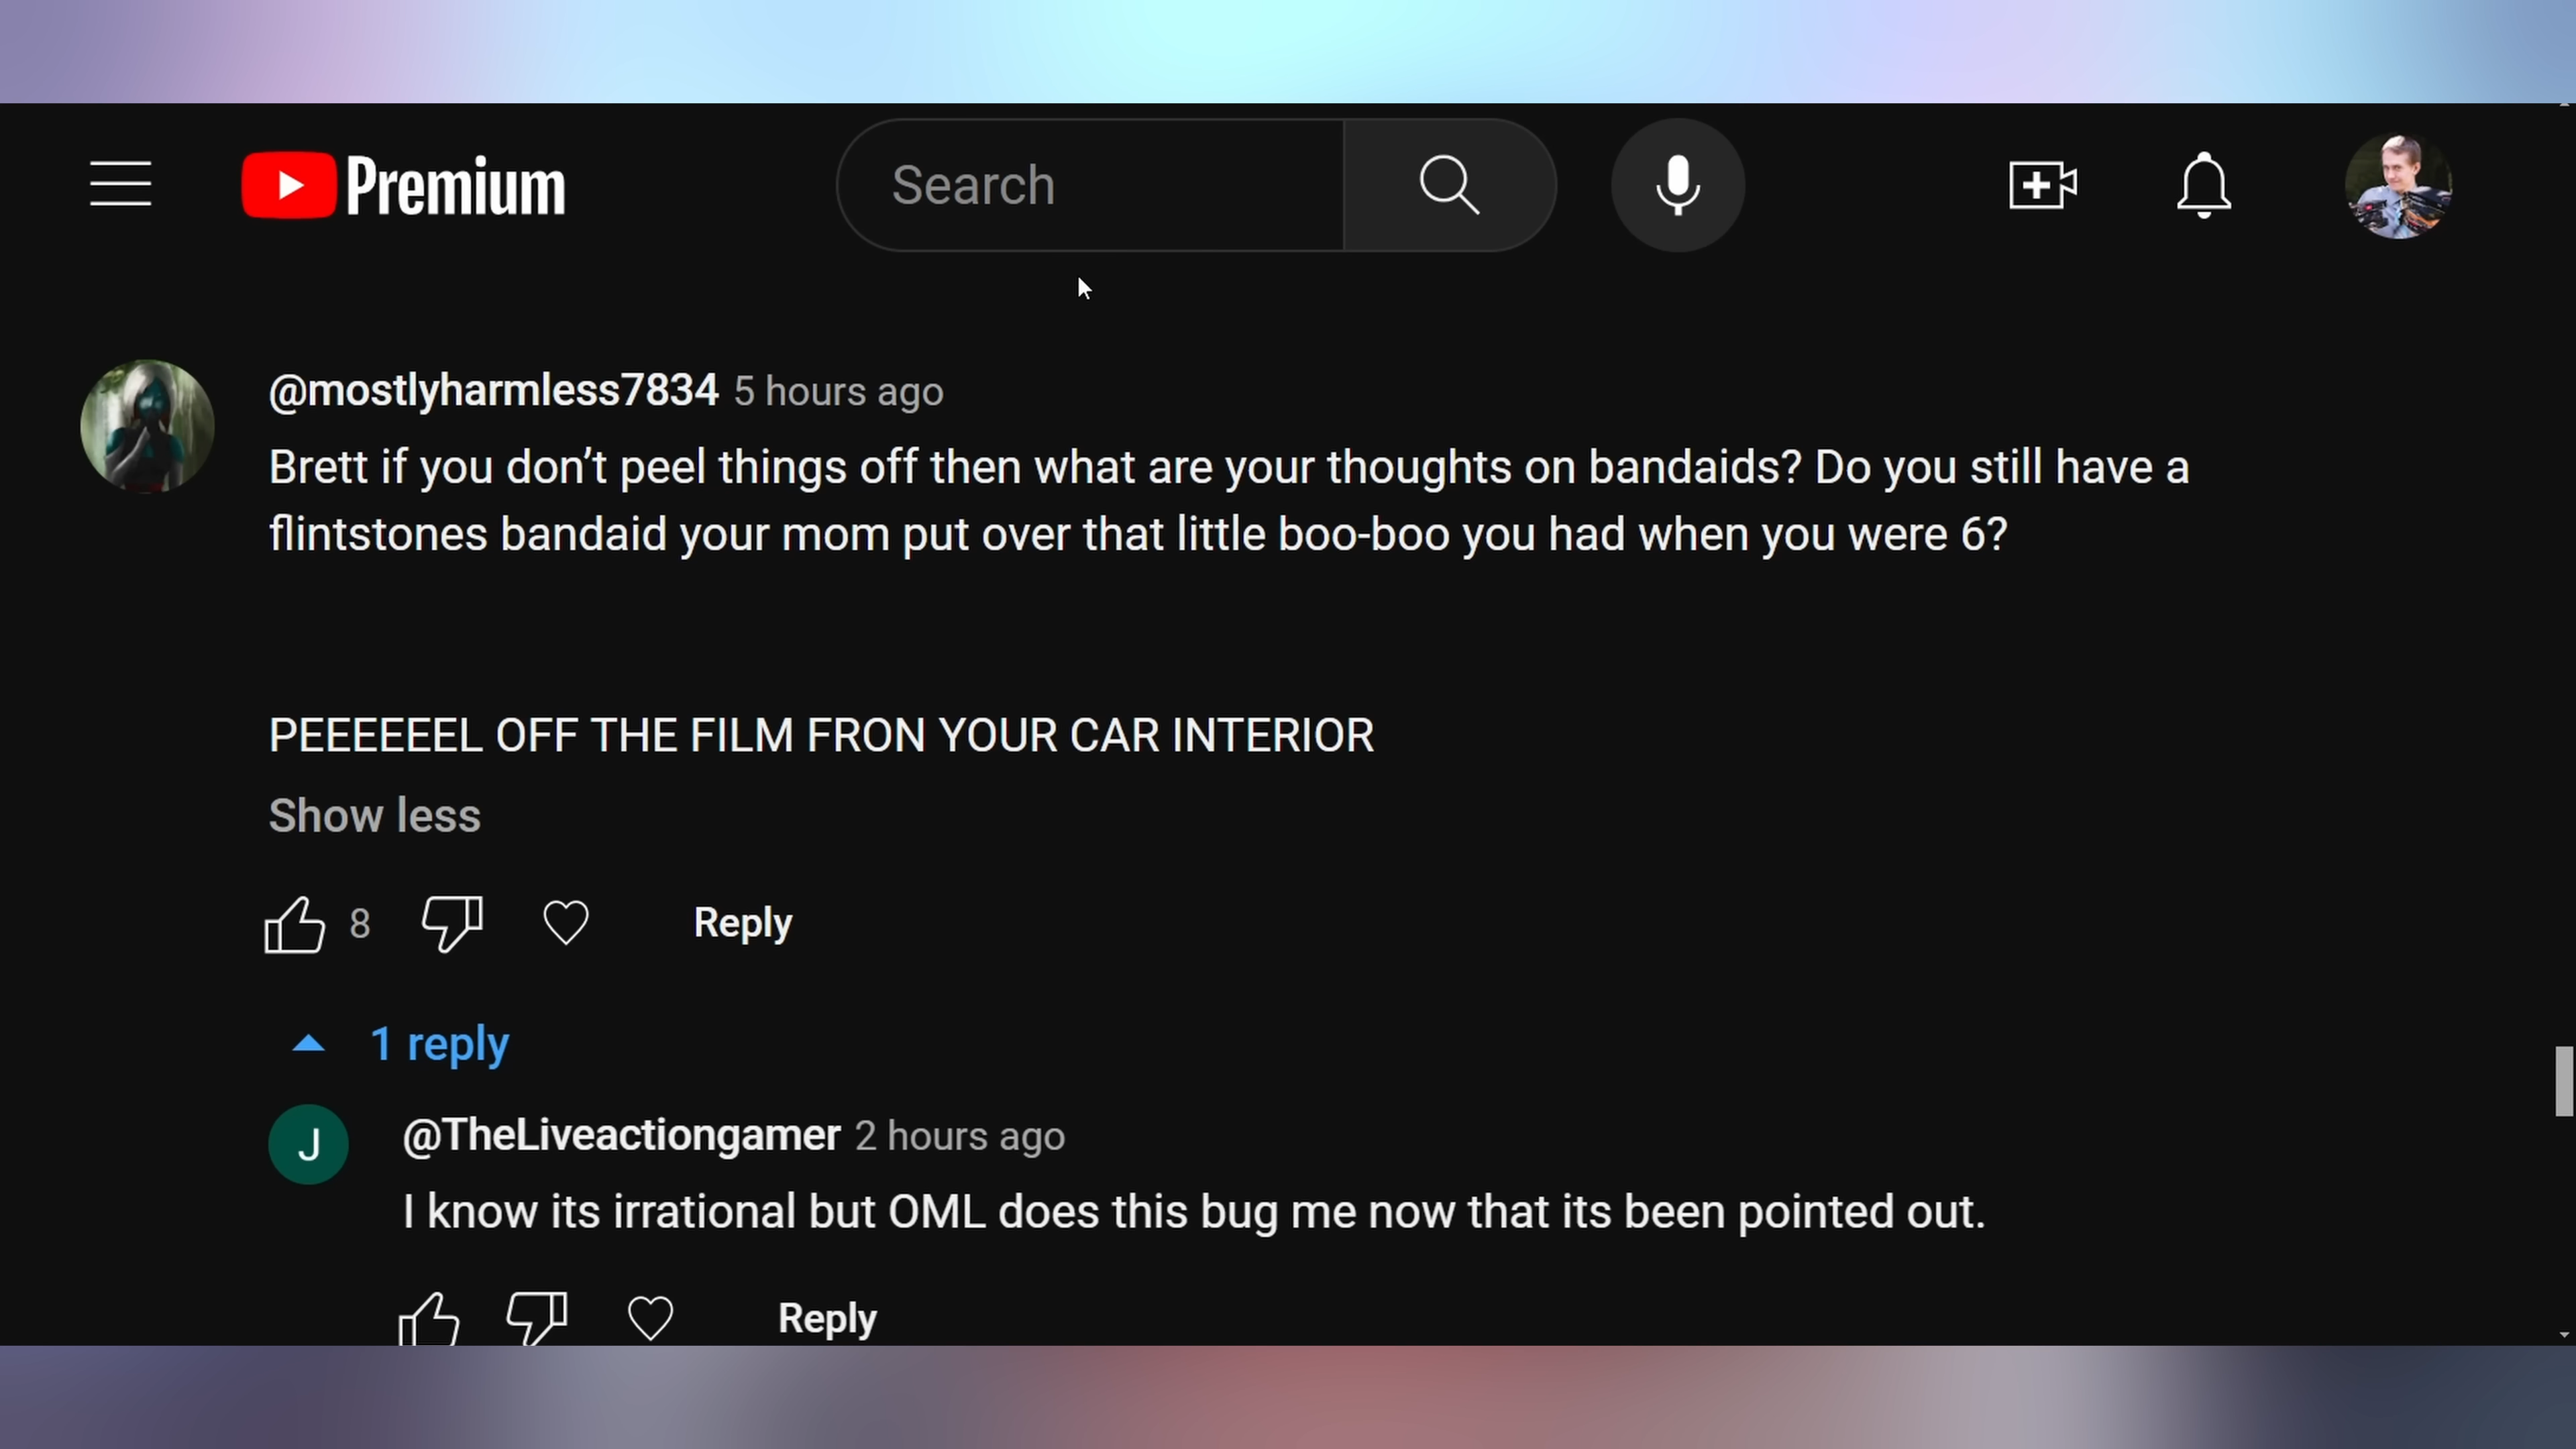 Premium
Search
@mostlyharmless7834 5 hours ago
Brett if you don’t peel things off then what are your thoughts on bandaids? Do you still have a
flintstones bandaid your mom put over that little boo-boo you had when you were 6?
PEEEEEEL OFF THE FILM FRON YOUR CAR INTERIOR
Show less
8 Reply
1 reply
J
@TheLiveactiongamer 2 hours ago
I know its irrational but OML does this bug me now that its been pointed out.
Reply